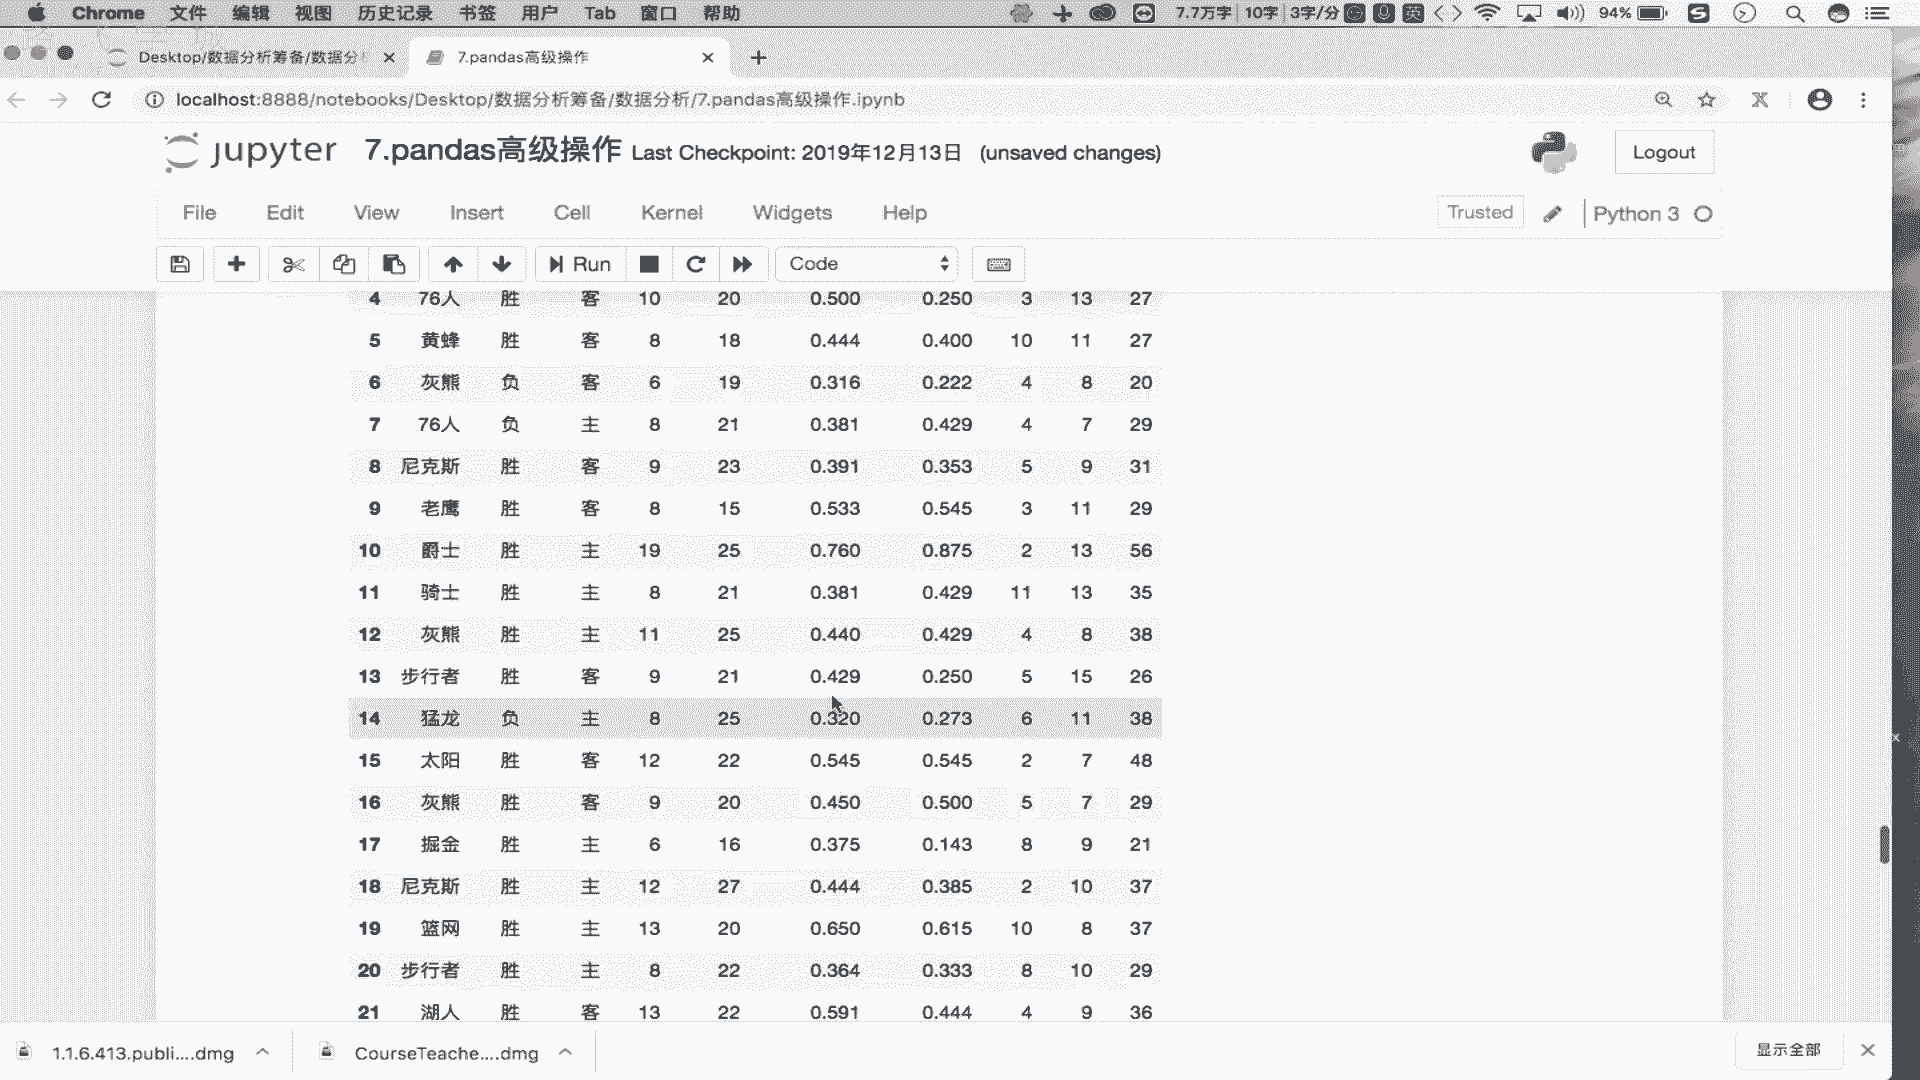 Chrome 文件 编辑 视图 历史记录 书签 用户 Tab 窗口 帮助 7.7万字 10字 3字/分 英 94%
Desktop/数据分析筹备/数据分 7.pandas高级操作
localhost:8888/notebooks/Desktop/数据分析筹备/数据分析/7.pandas高级操作.ipynb
jupyter 7.pandas高级操作 Last Checkpoint: 2019年12月13日 (unsaved changes) Logout
File Edit View Insert Cell Kernel Widgets Help Trusted Python 3
Run Code
4 76人 胜 客 10 20 0.500 0.250 3 13 27
5 黄蜂 胜 客 8 18 0.444 0.400 10 11 27
6 灰熊 负 客 6 19 0.316 0.222 4 8 20
7 76人 负 主 8 21 0.381 0.429 4 7 29
8 尼克斯 胜 客 9 23 0.391 0.353 5 9 31
9 老鹰 胜 客 8 15 0.533 0.545 3 11 29
10 爵士 胜 主 19 25 0.760 0.875 2 13 56
11 骑士 胜 主 8 21 0.381 0.429 11 13 35
12 灰熊 胜 主 11 25 0.440 0.429 4 8 38
13 步行者 胜 客 9 21 0.429 0.250 5 15 26
14 猛龙 负 主 8 25 0.320 0.273 6 11 38
15 太阳 胜 客 12 22 0.545 0.545 2 7 48
16 灰熊 胜 客 9 20 0.450 0.500 5 7 29
17 掘金 胜 主 6 16 0.375 0.143 8 9 21
18 尼克斯 胜 主 12 27 0.444 0.385 2 10 37
19 篮网 胜 主 13 20 0.650 0.615 10 8 37
20 步行者 胜 主 8 22 0.364 0.333 8 10 29
21 湖人 胜 客 13 22 0.591 0.444 4 9 36
1.1.6.413.publi....dmg CourseTeache....dmg 显示全部